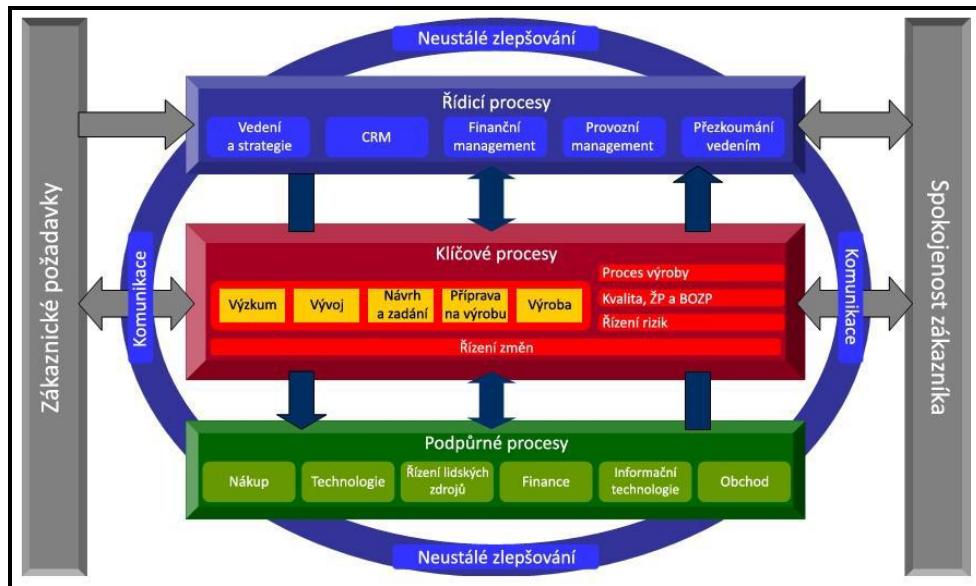 Neustálé zlepšování
Řídicí procesy
Vedení
a strategie
CRM
Finanční
management
Provozní
management
Přezkoumání
vedením
Zákaznické požadavky
Komunikace
Klíčové procesy
Výzkum
Vývoj
Návrh
a zadání
Příprava
na výrobu
Výroba
Proces výroby
Kvalita, ŽP a BOZP
Řízení rizik
Řízení změn
Komunikace
Spokojenost zákazníka
Podpůrné procesy
Nákup
Technologie
Řízení lidských
zdrojů
Finance
Informační
technologie
Obchod
Neustálé zlepšování